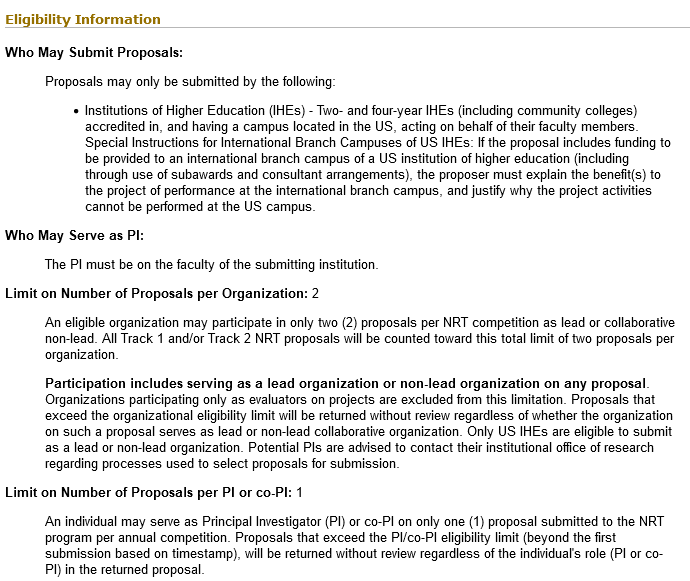 Eligibility Information
Who May Submit Proposals:
Proposals may only be submitted by the following:
• Institutions of Higher Education (IHEs) - Two- and four-year IHEs (including community colleges)
accredited in, and having a campus located in the US, acting on behalf of their faculty members.
Special Instructions for International Branch Campuses of US IHEs: If the proposal includes funding to
be provided to an international branch campus of a US institution of higher education (including
through use of subawards and consultant arrangements), the proposer must explain the benefit(s) to
the project of performance at the international branch campus, and justify why the project activities
cannot be performed at the US campus.
Who May Serve as PI:
The PI must be on the faculty of the submitting institution.
Limit on Number of Proposals per Organization: 2
An eligible organization may participate in only two (2) proposals per NRT competition as lead or collaborative
non-lead. All Track 1 and/or Track 2 NRT proposals will be counted toward this total limit of two proposals per
organization.
Participation includes serving as a lead organization or non-lead organization on any proposal.
Organizations participating only as evaluators on projects are excluded from this limitation. Proposals that
exceed the organizational eligibility limit will be returned without review regardless of whether the organization
on such a proposal serves as lead or non-lead collaborative organization. Only US IHEs are eligible to submit
as a lead or non-lead organization. Potential PIs are advised to contact their institutional office of research
regarding processes used to select proposals for submission.
Limit on Number of Proposals per PI or co-PI: 1
An individual may serve as Principal Investigator (PI) or co-PI on only one (1) proposal submitted to the NRT
program per annual competition. Proposals that exceed the PI/co-PI eligibility limit (beyond the first
submission based on timestamp), will be returned without review regardless of the individual's role (PI or co-
PI) in the returned proposal.